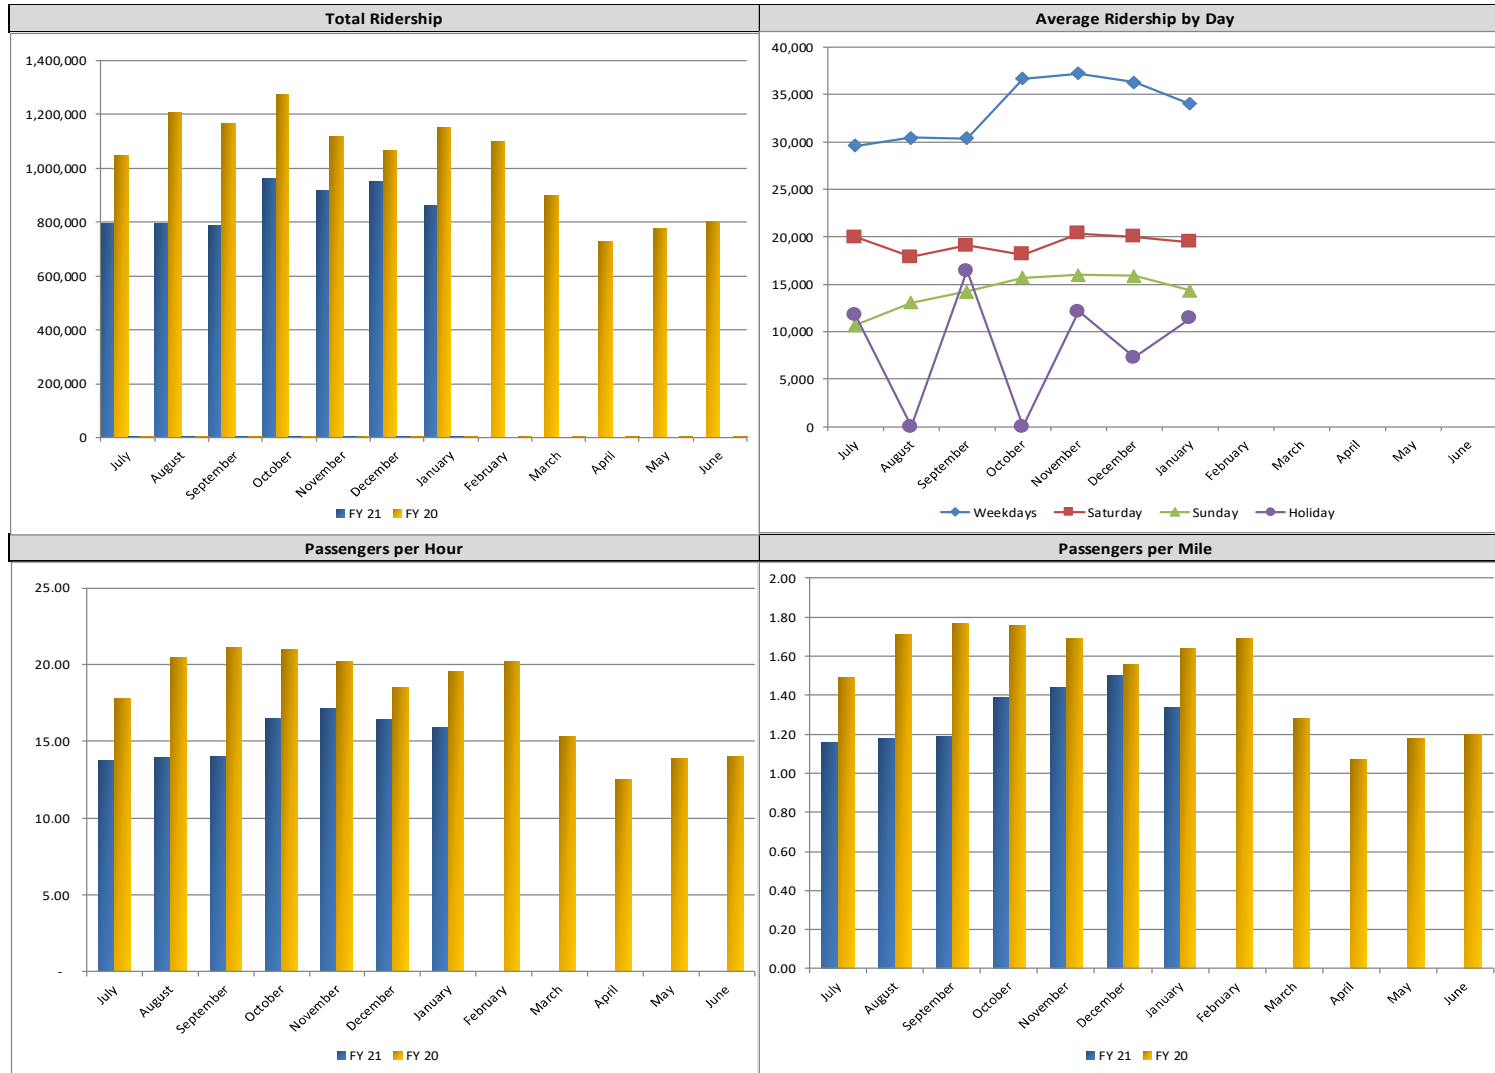 Total Ridership
1,400,000
1,200,000
1,000,000
800,000
600,000
400,000
200,000
0
July August September October November December January February March April May June
FY 21 FY 20
Average Ridership by Day
40,000
35,000
30,000
25,000
20,000
15,000
10,000
5,000
0
July August September October November December January February March April May June
Weekdays Saturday Sunday Holiday
Passengers per Hour
25.00
20.00
15.00
10.00
5.00
-
July August September October November December January February March April May June
FY 21 FY 20
Passengers per Mile
2.00
1.80
1.60
1.40
1.20
1.00
0.80
0.60
0.40
0.20
0.00
July August September October November December January February March April May June
FY 21 FY 20